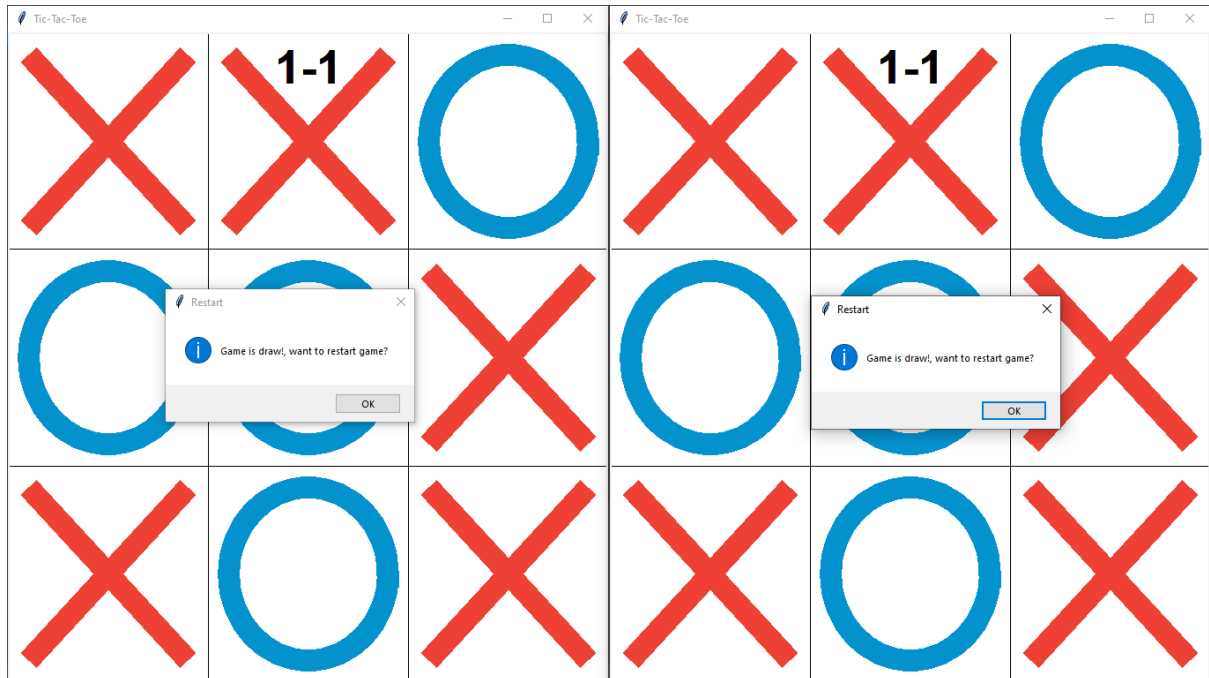 Tic-Tac-Toe
1-1
Restart
Game is draw!, want to restart game?
OK
Tic-Tac-Toe
1-1
Restart
Game is draw!, want to restart game?
OK